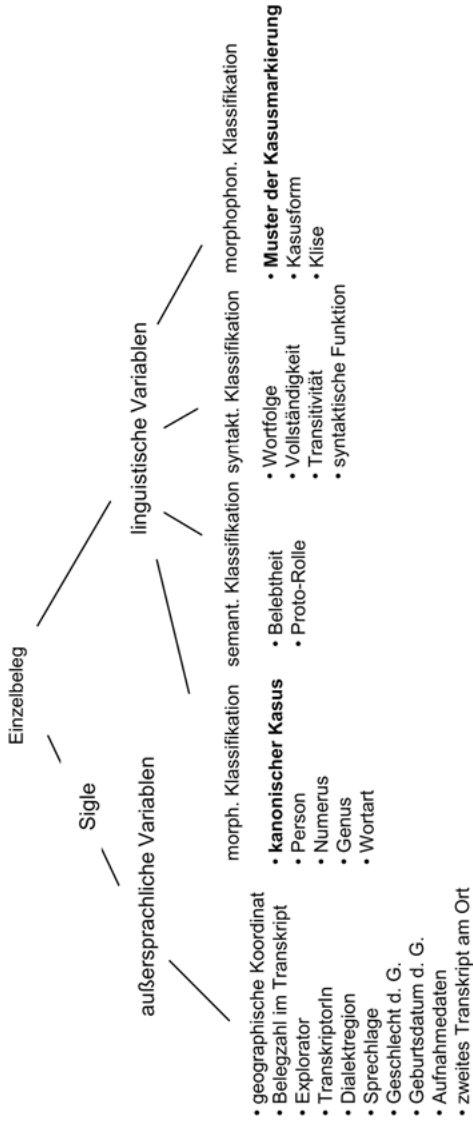 Einzelbeleg
Sigle
außersprachliche Variablen
linguistische Variablen
• geographische Koordinat
• Belegzahl im Transkript
• Explorator
• TranskriptorIn
• Dialektregion
• Sprechlage
• Geschlecht d. G.
• Geburtsdatum d. G.
• Aufnahmedaten
• zweites Transkript am Ort
morph. Klassifikation
• kanonischer Kasus
• Person
• Numerus
• Genus
• Wortart
semant. Klassifikation
• Belebtheit
• Proto-Rolle
syntakt. Klassifikation
• Wortfolge
• Vollständigkeit
• Transitivität
• syntaktische Funktion
morphophon. Klassifikation
• Muster der Kasusmarkierung
• Kasusform
• Klise